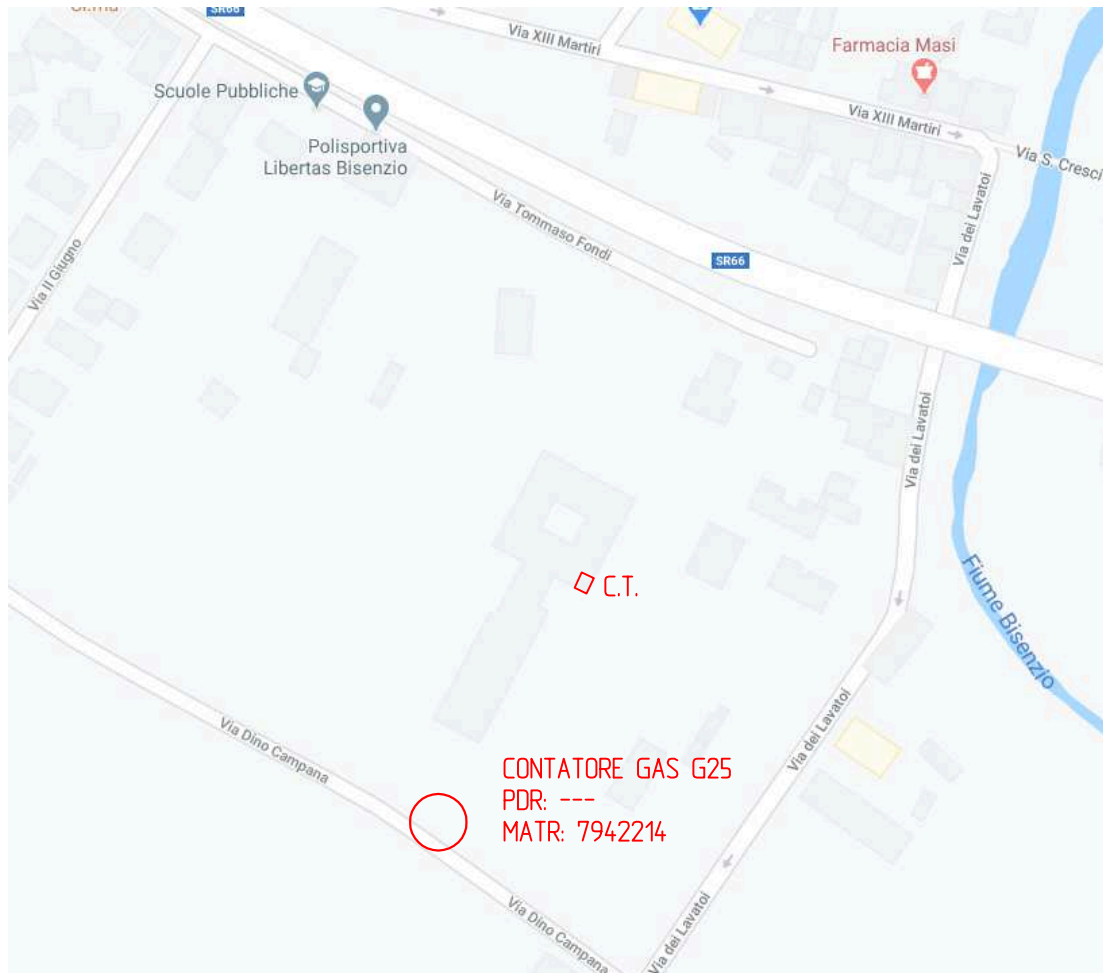 SR66
Via XIII Martiri
Farmacia Masi
Scuole Pubbliche
Via XIII Martiri
Polisportiva
Libertas Bisenzio
Via S. Cresci
Via Tommaso Fondi
Via dei Lavatoi
Via II Giugno
SR66
Via dei Lavatoi
C.T.
Fiume Bisenzio
Via dei Lavatoi
Via Dino Campana
CONTATORE GAS G25
PDR: ---
MATR: 7942214
Via Dino Campana
Via dei Lavatoi